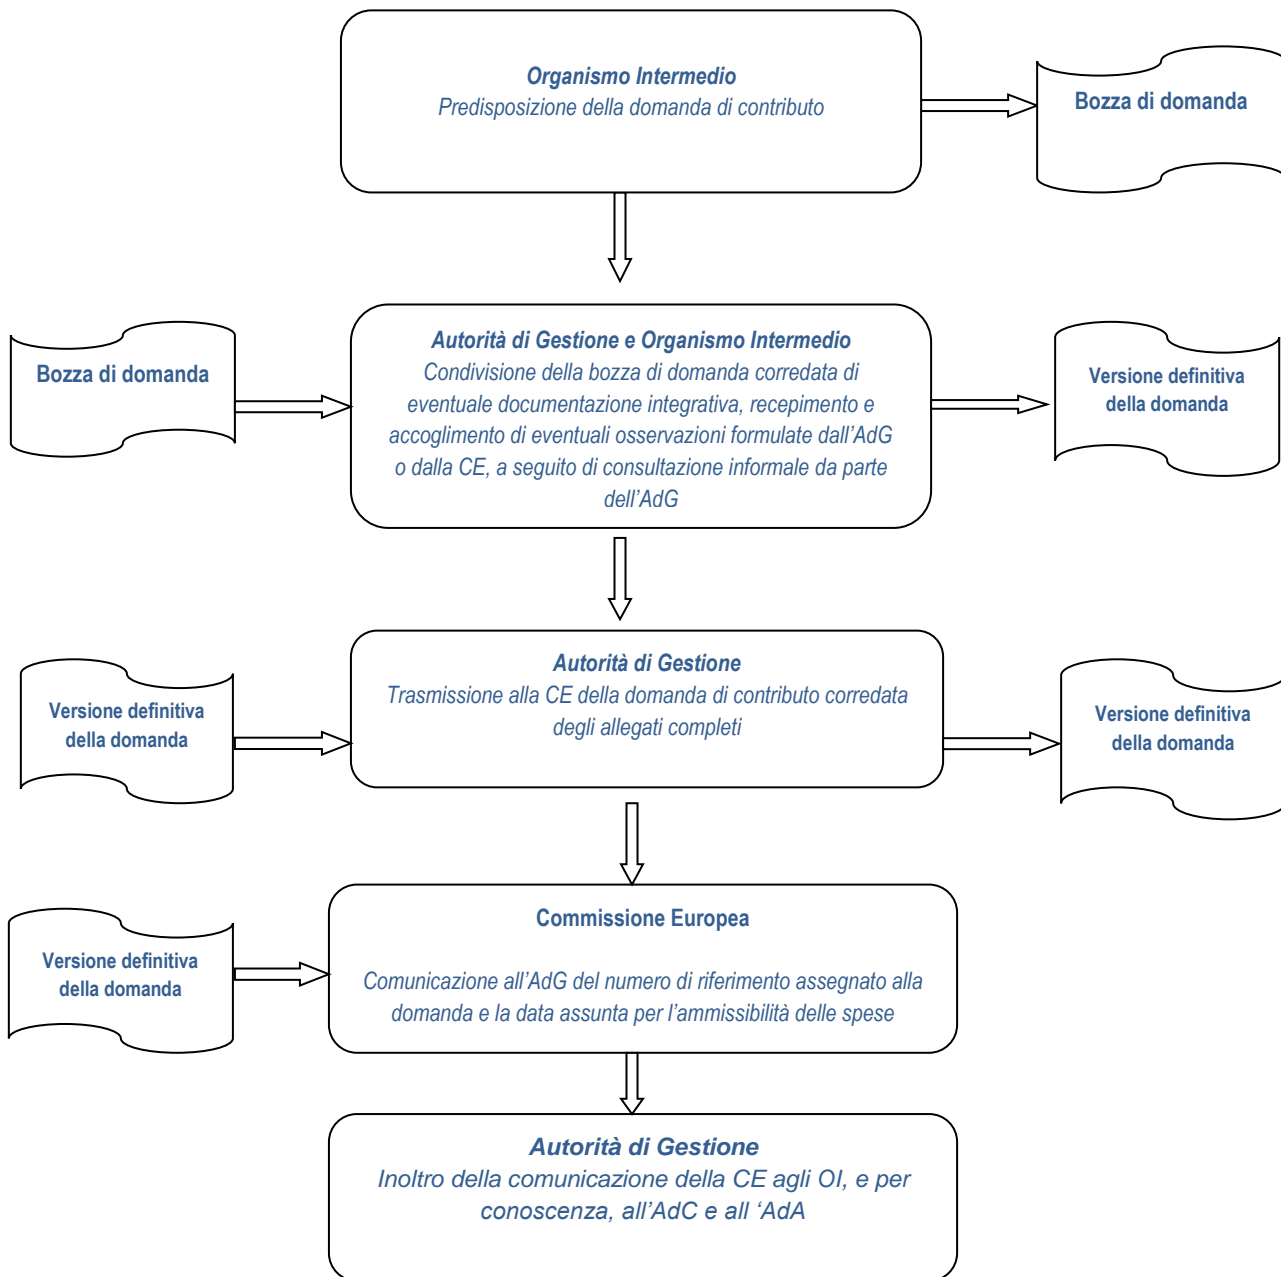 Organismo Intermedio
Predisposizione della domanda di contributo
Bozza di domanda
Bozza di domanda
Autorità di Gestione e Organismo Intermedio
Condivisione della bozza di domanda corredata di
eventuale documentazione integrativa, recepimento e
accoglimento di eventuali osservazioni formulate dall’AdG
o dalla CE, a seguito di consultazione informale da parte
dell’AdG
Versione definitiva
della domanda
Versione definitiva
della domanda
Autorità di Gestione
Trasmissione alla CE della domanda di contributo corredata
degli allegati completi
Versione definitiva
della domanda
Versione definitiva
della domanda
Commissione Europea
Comunicazione all’AdG del numero di riferimento assegnato alla
domanda e la data assunta per l’ammissibilità delle spese
Autorità di Gestione
Inoltro della comunicazione della CE agli OI, e per
conoscenza, all’AdC e all ‘AdA